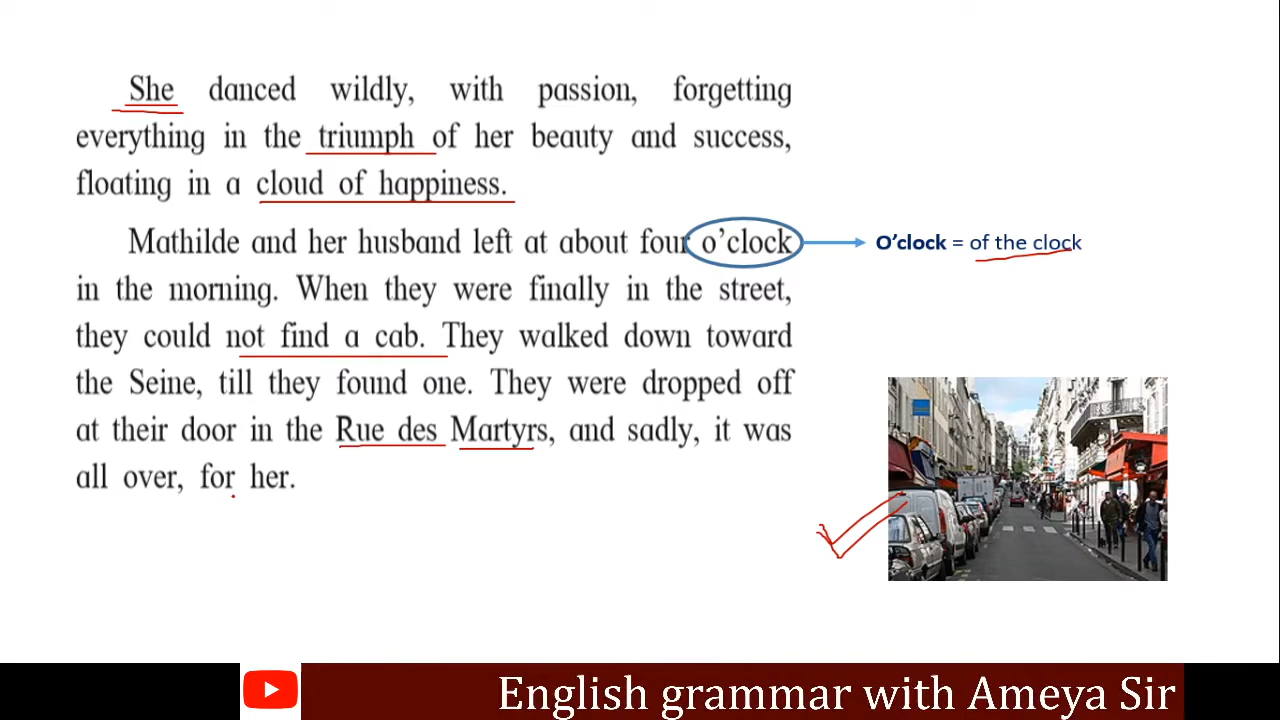 She danced wildly, with passion, forgetting
everything in the triumph of her beauty and success,
floating in a cloud of happiness.
Mathilde and her husband left at about four o’clock
in the morning. When they were finally in the street,
they could not find a cab. They walked down toward
the Seine, till they found one. They were dropped off
at their door in the Rue des Martyrs, and sadly, it was
all over, for her.
O’clock = of the clock
English grammar with Ameya Sir